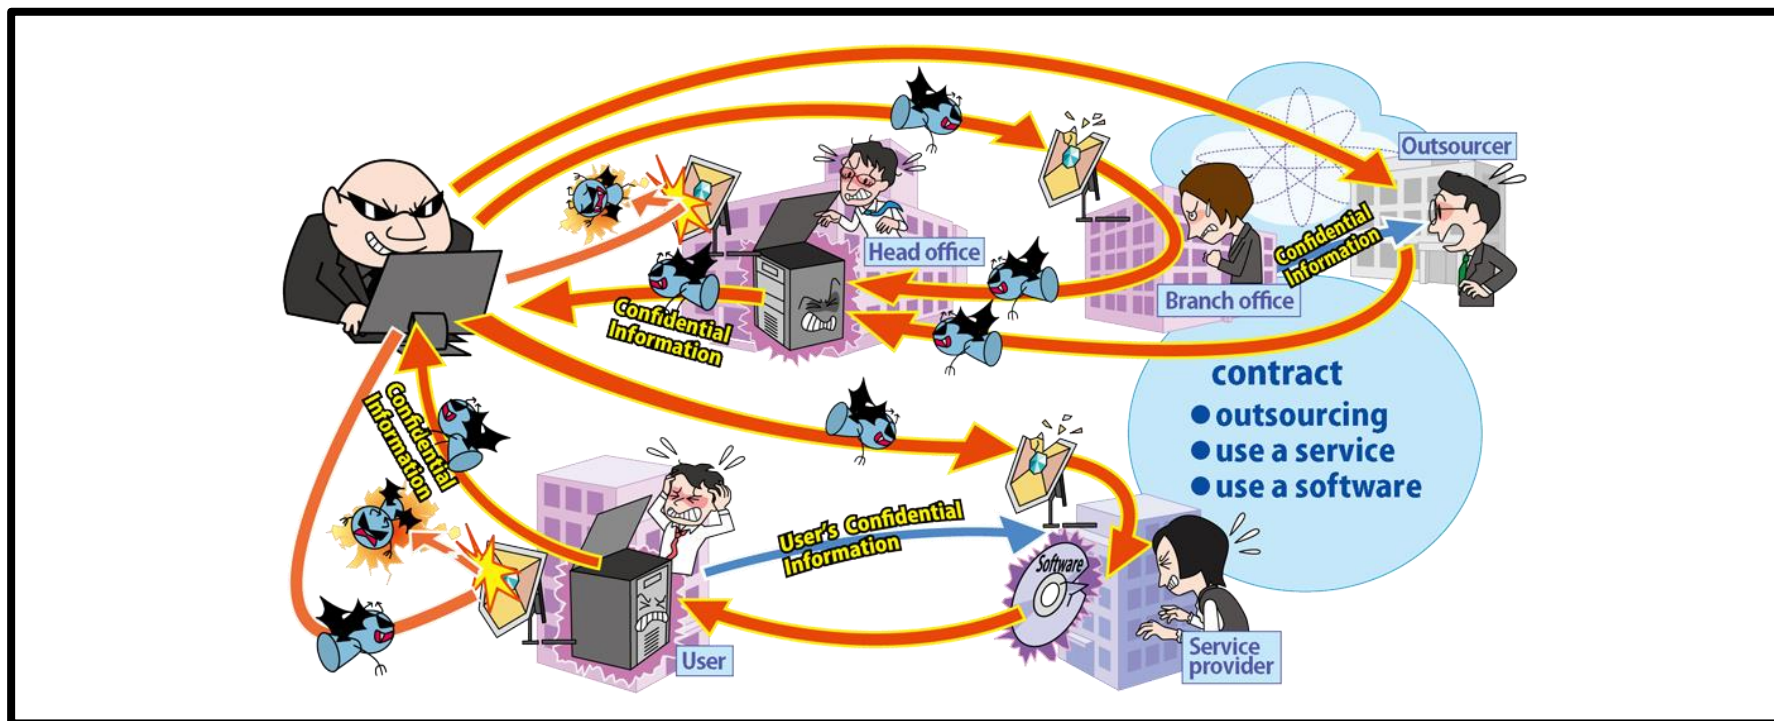 Outsourcer
Head office
Confidential
Information
Branch office
Confidential
Information
contract
● outsourcing
● use a service
● use a software
Confidential
Information
User's Confidential
Information
Software
User
Service
provider